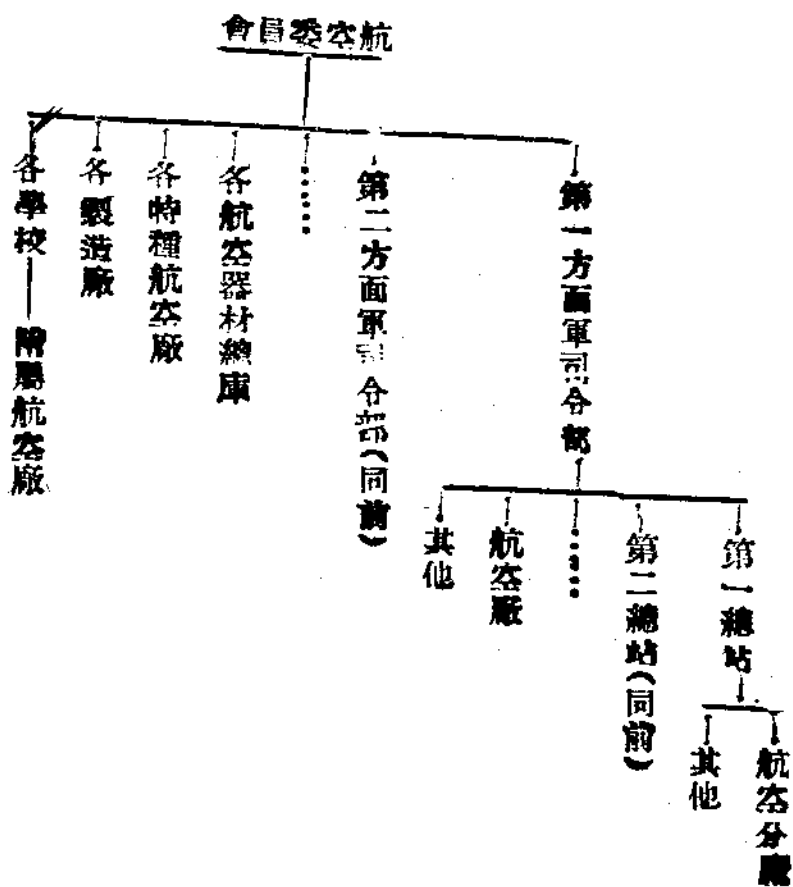 航空委員會
第一方面軍司令部
第一總站
航空分廠
其他
第二總站（同前）
……
航空廠
其他
第二方面軍司令部（同前）
……
各航空器材總庫
各特種航空廠
各製造廠
各學校——附屬航空廠